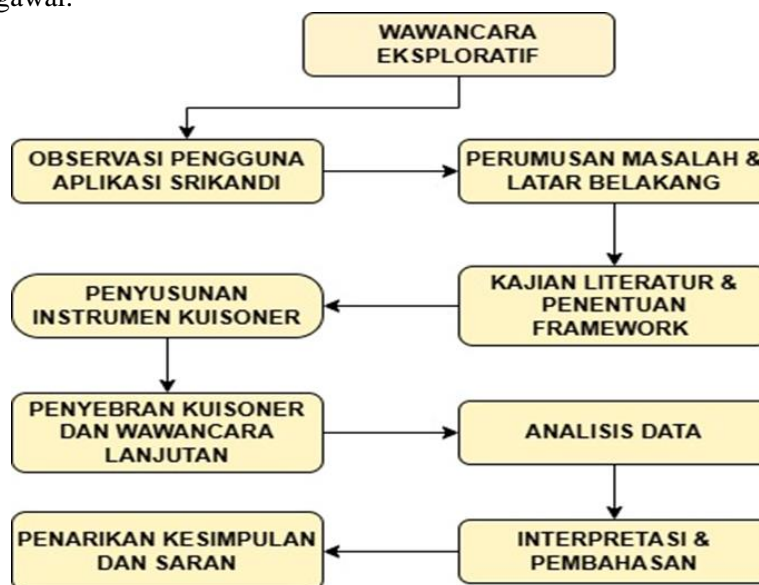 WAWANCARA
EKSPLORATIF
OBSERVASI PENGGUNA
APLIKASI SRIKANDI
PERUMUSAN MASALAH &
LATAR BELAKANG
KAJIAN LITERATUR &
PENENTUAN
FRAMEWORK
PENYUSUNAN
INSTRUMEN KUISONER
PENYEBRAN KUISONER
DAN WAWANCARA
LANJUTAN
ANALISIS DATA
INTERPRETASI &
PEMBAHASAN
PENARIKAN KESIMPULAN
DAN SARAN